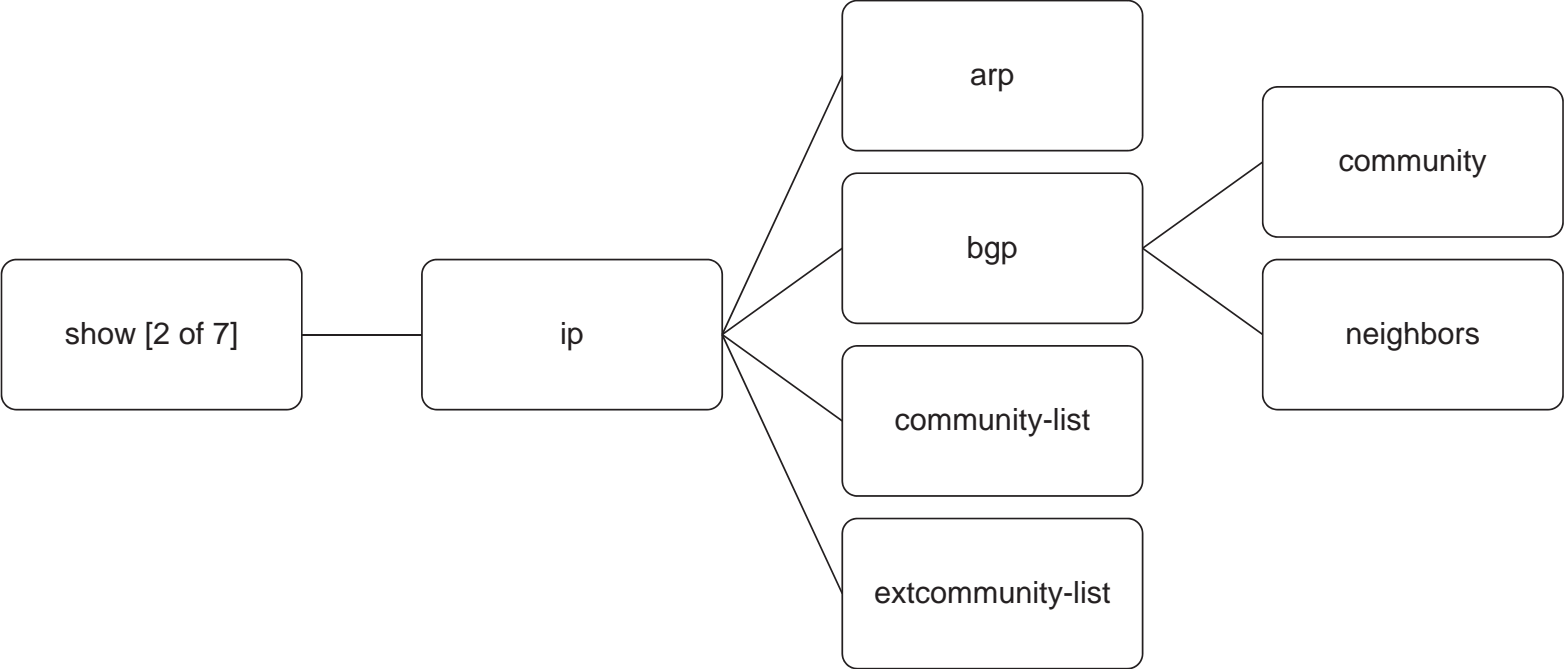 show [2 of 7]
ip
arp
bgp
community
neighbors
community-list
extcommunity-list